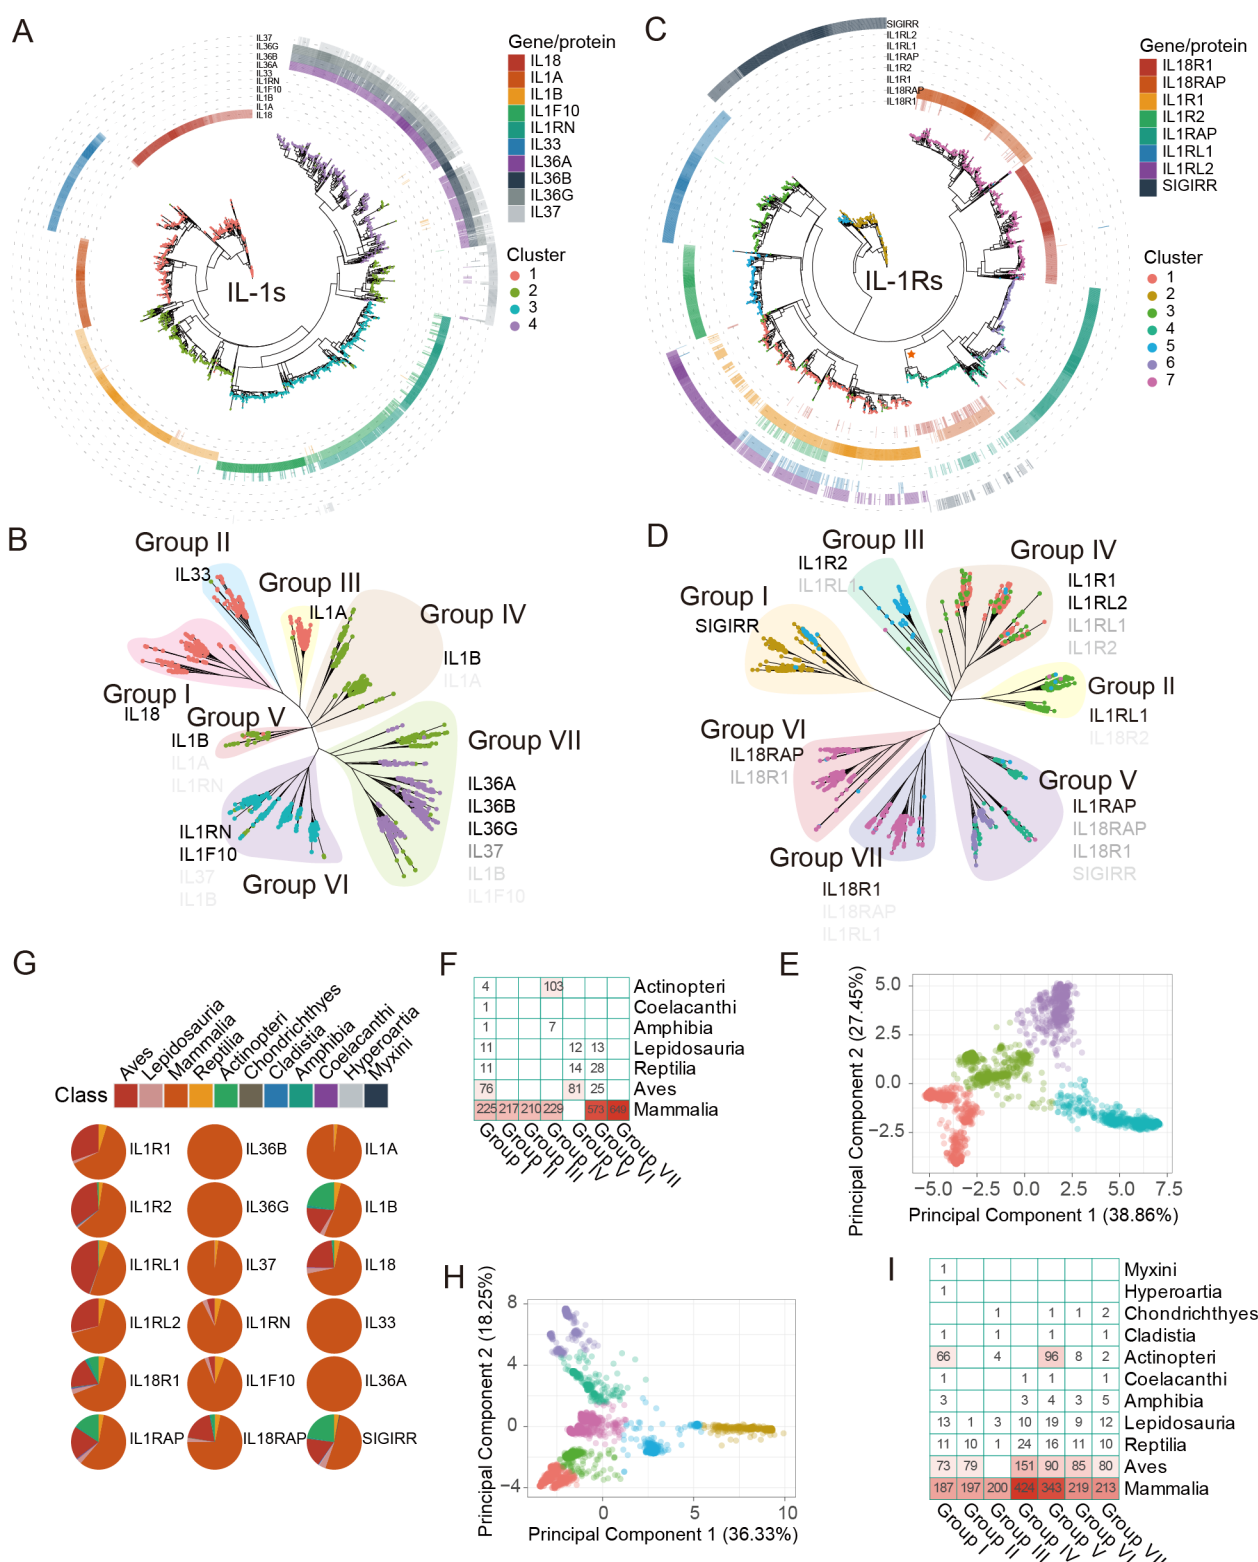 A
IL37
IL36G
IL36B
IL36A
IL33
IL1RN
IL1F10
IL1B
IL1A
IL18
IL-1s
Gene/protein
IL18
IL1A
IL1B
IL1F10
IL1RN
IL33
IL36A
IL36B
IL36G
IL37
Cluster
1
2
3
4
C
SIGIRR
IL1RL2
IL1RL1
IL1RAP
IL1R2
IL1R1
IL18RAP
IL18R1
IL-1Rs
Gene/protein
IL18R1
IL18RAP
IL1R1
IL1R2
IL1RAP
IL1RL1
IL1RL2
SIGIRR
Cluster
1
2
3
4
5
6
7
B
Group II
IL33
Group III
IL1A
Group IV
IL1B
IL1A
Group I
IL18
Group V
IL1B
IL1A
IL1RN
Group VII
IL36A
IL36B
IL36G
IL37
IL1B
IL1F10
IL1RN
IL1F10
IL37
IL1B
Group VI
D
Group III
IL1R2
IL1RL1
Group IV
IL1R1
IL1RL2
IL1RL1
IL1R2
Group I
SIGIRR
Group II
IL1RL1
IL18R2
Group VI
IL18RAP
IL18R1
Group V
IL1RAP
IL18RAP
IL18R1
SIGIRR
Group VII
IL18R1
IL18RAP
IL1RL1
G
Aves
Lepidosauria
Mammalia
Reptilia
Actinopteri
Chondrichthyes
Cladistia
Amphibia
Coelacanthi
Hyperoartia
Myxini
Class
IL1R1
IL36B
IL1A
IL1R2
IL36G
IL1B
IL1RL1
IL37
IL18
IL1RL2
IL1RN
IL33
IL18R1
IL1F10
IL36A
IL1RAP
IL18RAP
SIGIRR
F
4 103 Actinopteri
1 Coelacanthi
1 7 Amphibia
11 12 13 Lepidosauria
11 14 28 Reptilia
76 81 25 Aves
225 217 210 229 573 649 Mammalia
Group I
Group II
Group III
Group IV
Group V
Group VI
Group VII
E
Principal Component 2 (27.45%)
5.0
2.5
0.0
−2.5
−5.0 −2.5 0.0 2.5 5.0 7.5
Principal Component 1 (38.86%)
H
Principal Component 2 (18.25%)
8
4
0
−4
0 5 10
Principal Component 1 (36.33%)
I
1 Myxini
1 Hyperoartia
1 1 1 2 Chondrichthyes
1 1 1 1 Cladistia
66 4 96 8 2 Actinopteri
1 1 1 1 Coelacanthi
3 3 4 3 5 Amphibia
13 1 3 10 19 9 12 Lepidosauria
11 10 1 24 16 11 10 Reptilia
73 79 151 90 85 80 Aves
187 197 200 424 343 219 213 Mammalia
Group I
Group II
Group III
Group IV
Group V
Group VI
Group VII